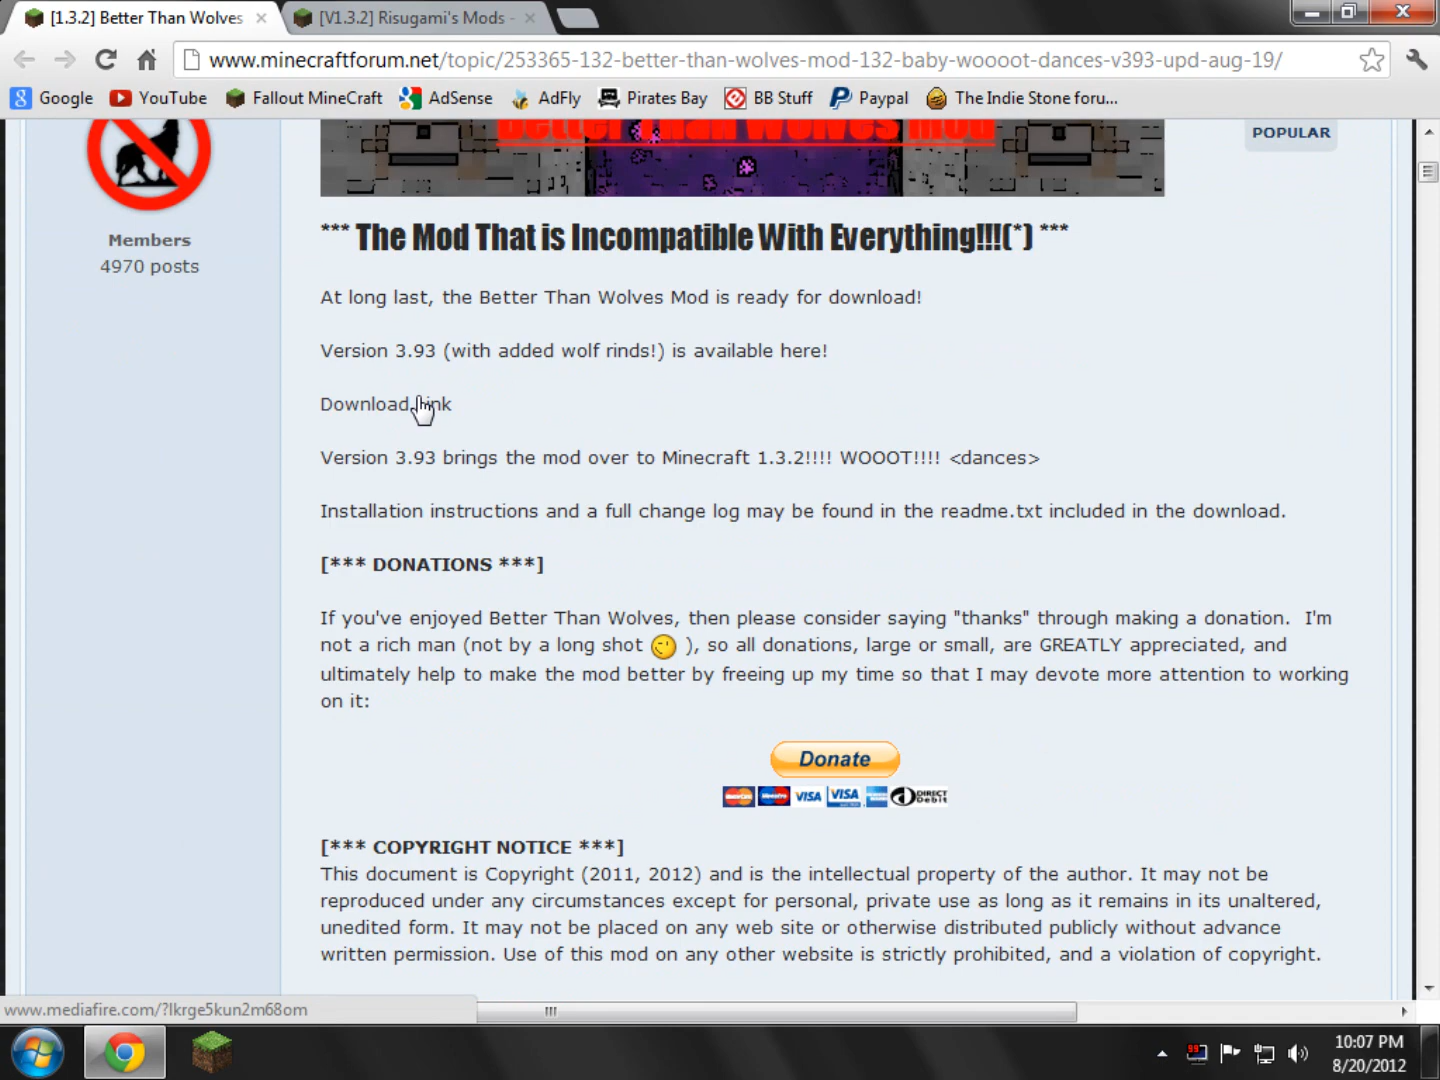 [1.3.2] Better Than Wolves
[V1.3.2] Risugami's Mods -
www.minecraftforum.net/topic/253365-132-better-than-wolves-mod-132-baby-woooot-dances-v393-upd-aug-19/
Google YouTube Fallout MineCraft AdSense AdFly Pirates Bay BB Stuff Paypal The Indie Stone foru...
Better Than Wolves Mod
POPULAR
*** The Mod That is Incompatible With Everything!!!(*) ***
Members
4970 posts
At long last, the Better Than Wolves Mod is ready for download!
Version 3.93 (with added wolf rinds!) is available here!
Download Link
Version 3.93 brings the mod over to Minecraft 1.3.2!!!! WOOOT!!!! <dances>
Installation instructions and a full change log may be found in the readme.txt included in the download.
[*** DONATIONS ***]
If you've enjoyed Better Than Wolves, then please consider saying "thanks" through making a donation. I'm
not a rich man (not by a long shot ), so all donations, large or small, are GREATLY appreciated, and
ultimately help to make the mod better by freeing up my time so that I may devote more attention to working
on it:
Donate
MasterCard Maestro VISA VISA DIRECT Debit
[*** COPYRIGHT NOTICE ***]
This document is Copyright (2011, 2012) and is the intellectual property of the author. It may not be
reproduced under any circumstances except for personal, private use as long as it remains in its unaltered,
unedited form. It may not be placed on any web site or otherwise distributed publicly without advance
written permission. Use of this mod on any other website is strictly prohibited, and a violation of copyright.
www.mediafire.com/?lkrge5kun2m68om
99
10:07 PM
8/20/2012